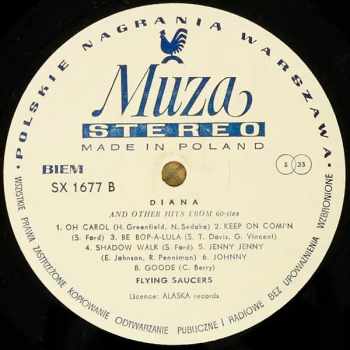 • POLSKIE NAGRANIA WARSZAWA •
Muza
STEREO
MADE IN POLAND
BIEM
SX 1677 B
S 33
DIANA
AND OTHER HITS FROM 60-ties
1. OH CAROL (H. Greenfield, N. Sedaka) 2. KEEP ON COMI'N
(S. Førd) 3. BE BOP-A-LULA (S. T. Davis, G. Vincent)
4. SHADOW WALK (S. Førd) 5. JENNY JENNY
(E. Johnson, R. Penniman) 6. JOHNNY
B. GOODE (C. Berry)
FLYING SAUCERS
Licence: ALASKA records
WSZYSTKIE PRAWA ZASTRZEŻONE KOPIOWANIE ODTWARZANIE PUBLICZNE I RADIOWE BEZ UPOWAŻNIENIA WZBRONIONE